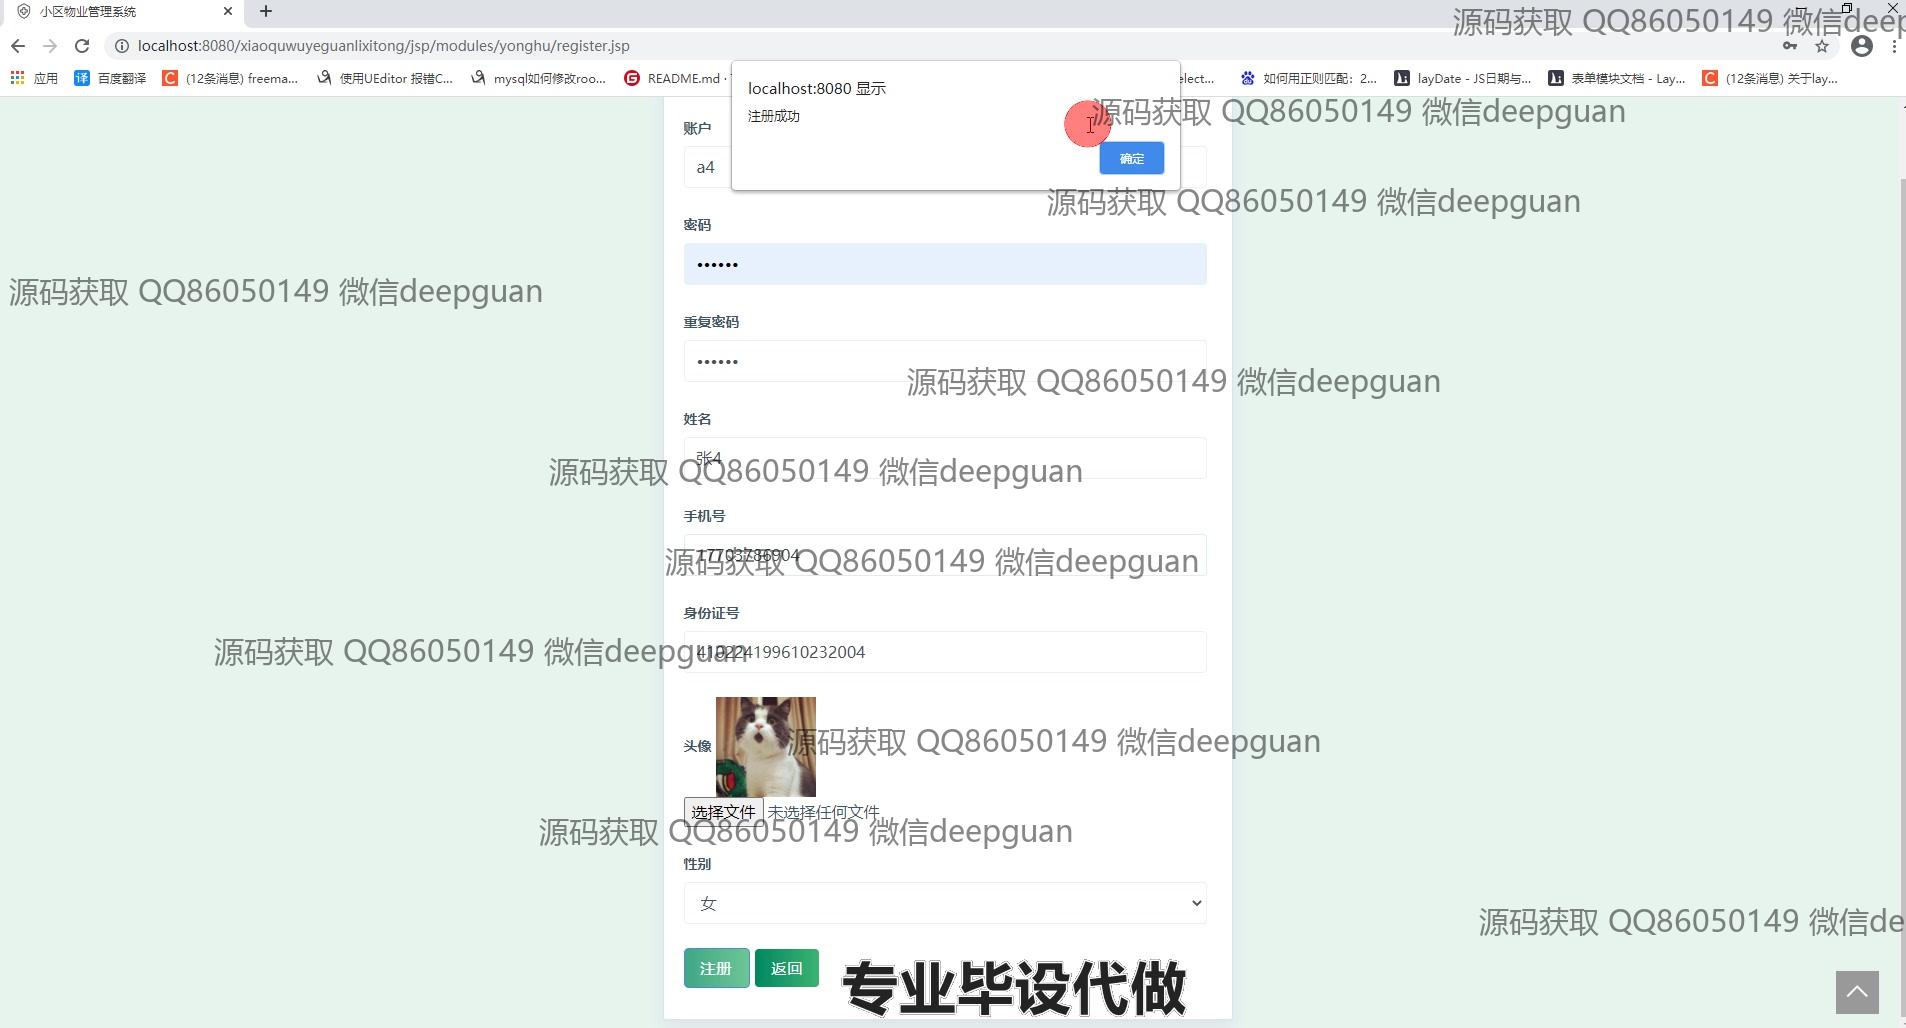 小区物业管理系统
localhost:8080/xiaoquwuyeguanlixitong/jsp/modules/yonghu/register.jsp
应用
百度翻译
(12条消息) freema...
使用UEditor 报错C...
mysql如何修改roo...
README.md ·
elect...
如何用正则匹配：2...
layDate - JS日期与...
表单模块文档 - Lay...
(12条消息) 关于lay...
源码获取 QQ86050149 微信deep
localhost:8080 显示
注册成功
确定
源码获取 QQ86050149 微信deepguan
账户
a4
源码获取 QQ86050149 微信deepguan
密码
••••••
源码获取 QQ86050149 微信deepguan
重复密码
••••••
源码获取 QQ86050149 微信deepguan
姓名
张4
源码获取 QQ86050149 微信deepguan
手机号
17703786904
源码获取 QQ86050149 微信deepguan
身份证号
410224199610232004
源码获取 QQ86050149 微信deepguan
头像
源码获取 QQ86050149 微信deepguan
选择文件 未选择任何文件
源码获取 QQ86050149 微信deepguan
性别
女
源码获取 QQ86050149 微信de
注册 返回
专业毕设代做